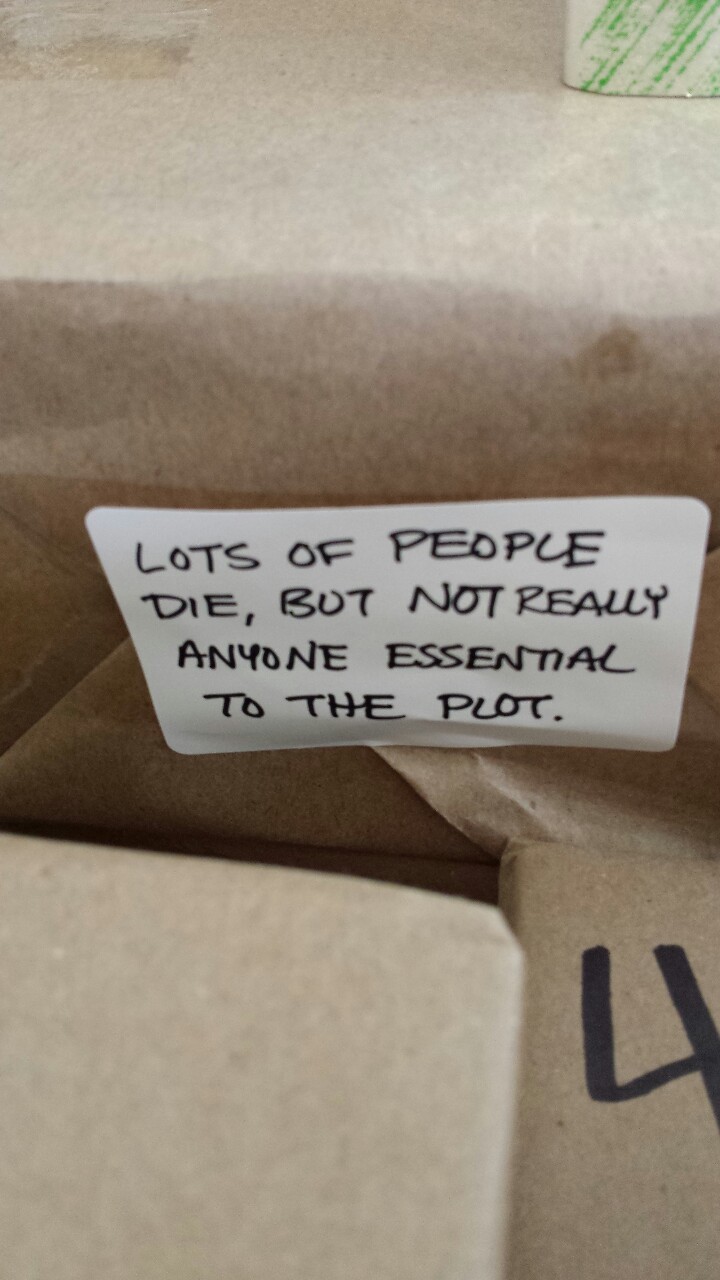 LOTS OF PEOPLE
DIE, BUT NOT REALLY
ANYONE ESSENTIAL
TO THE PLOT.
4